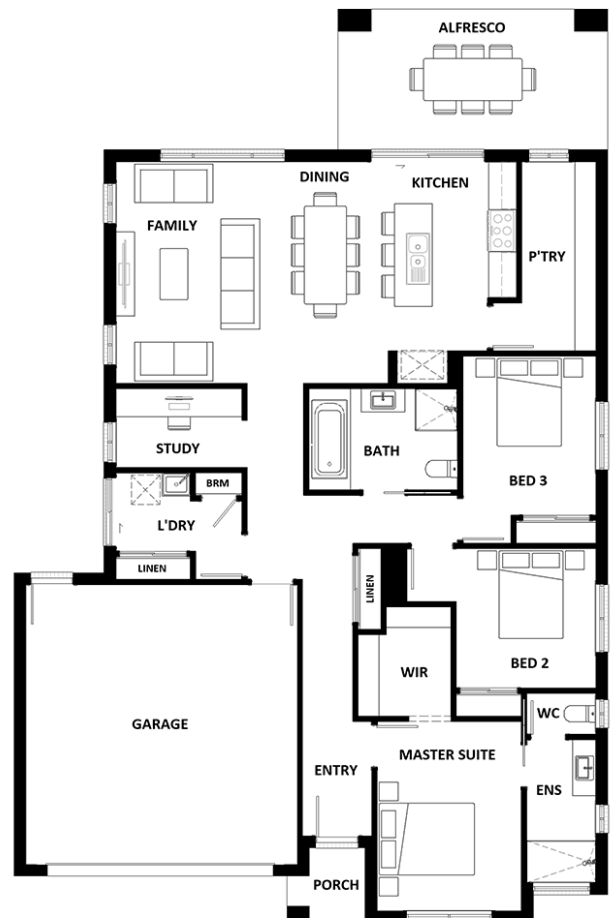 ALFRESCO
DINING
KITCHEN
FAMILY
P'TRY
STUDY
BATH
BED 3
BRM
L'DRY
LINEN
LINEN
BED 2
WIR
WC
GARAGE
MASTER SUITE
ENTRY
ENS
PORCH